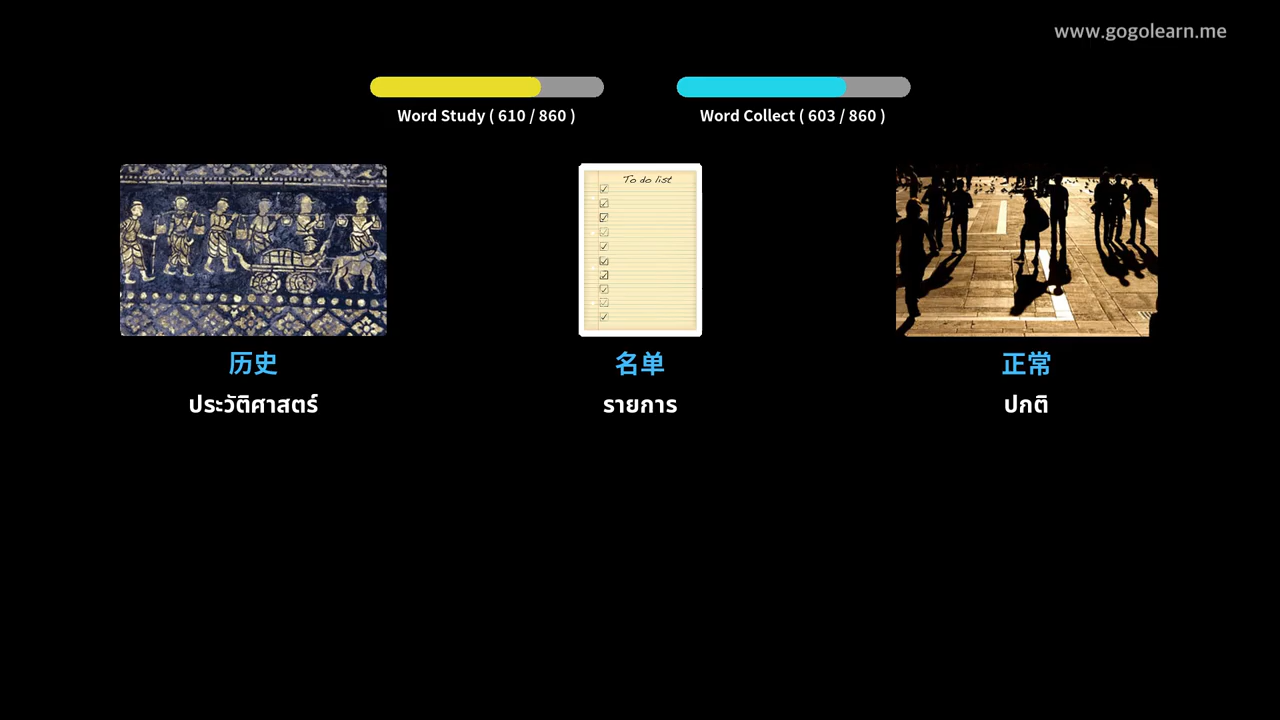 www.gogolearn.me
Word Study ( 610 / 860 )
Word Collect ( 603 / 860 )
To do list
历史
名单
正常
ประวัติศาสตร์
รายการ
ปกติ